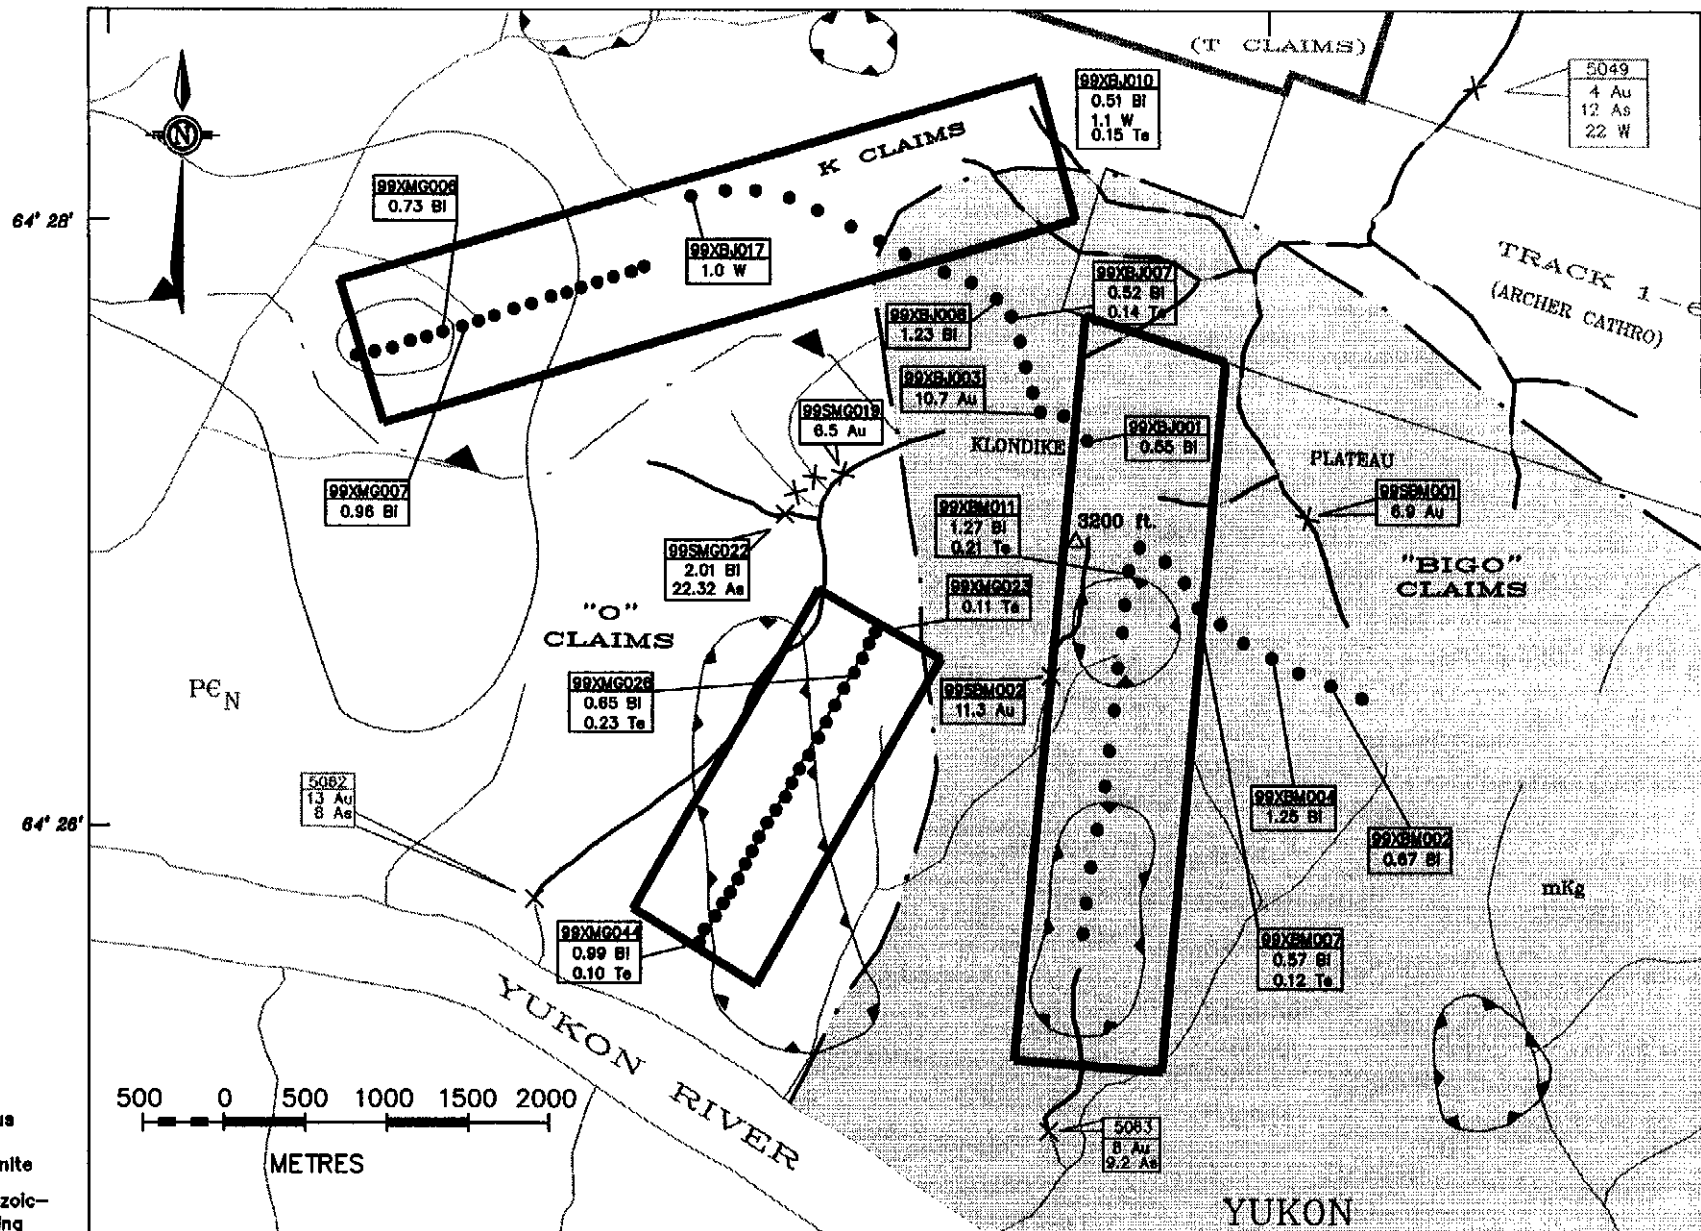 (T CLAIMS)
5049
4 Au
12 As
22 W
99XBJ010
0.51 Bi
1.1 W
0.15 Te
K CLAIMS
N
99XMG006
0.73 Bi
64° 28'
99XBJ017
1.0 W
TRACK 1-6
(ARCHER CATHRO)
99XBJ007
0.52 Bi
0.14 Te
99XBJ006
1.23 Bi
99XBJ003
10.7 Au
99SMG019
6.5 Au
99XBJ001
0.55 Bi
KLONDIKE
PLATEAU
99XMG007
0.96 Bi
99SBM001
6.9 Au
99XBM011
1.27 Bi
0.21 Te
3200 ft.
99SMG022
2.01 Bi
22.32 As
"BIGO"
CLAIMS
99XMG023
0.11 Te
"O"
CLAIMS
99XMG026
0.65 Bi
0.23 Te
99SBM002
11.3 Au
PЄN
5082
13 Au
8 As
64° 26'
99XBM004
1.25 Bi
99XBM002
0.67 Bi
mKg
99XMG044
0.99 Bi
0.10 Te
99XBM007
0.57 Bi
0.12 Te
YUKON RIVER
500 0 500 1000 1500 2000
METRES
5083
8 Au
9.2 As
YUKON
us
nite
zoic-
ing